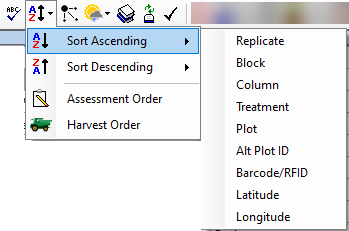 ABC
A
Z
Sort Ascending
Sort Descending
Assessment Order
Harvest Order
Replicate
Block
Column
Treatment
Plot
Alt Plot ID
Barcode/RFID
Latitude
Longitude